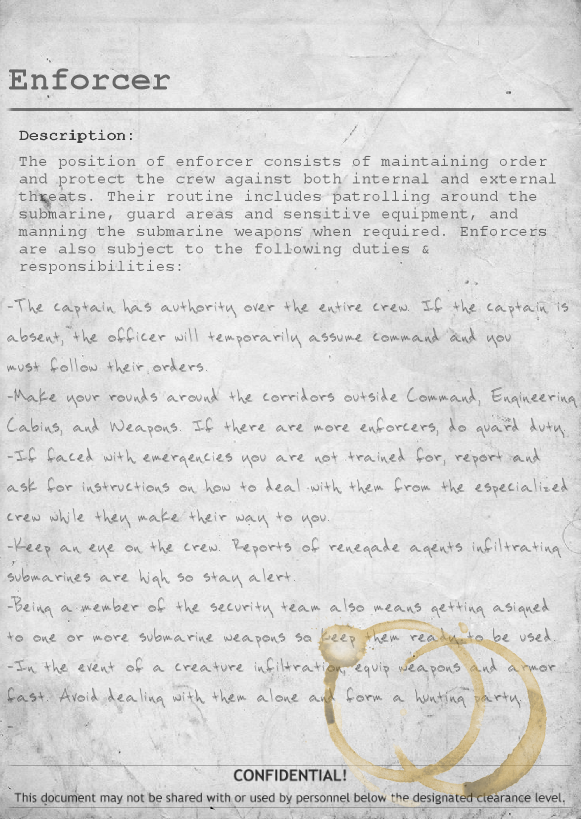 Enforcer
Description:
The position of enforcer consists of maintaining order
and protect the crew against both internal and external
threats. Their routine includes patrolling around the
submarine, guard areas and sensitive equipment, and
manning the submarine weapons when required. Enforcers
are also subject to the following duties &
responsibilities:
-The captain has authority over the entire crew. If the captain is
absent, the officer will temporarily assume command and you
must follow their orders.
-Make your rounds around the corridors outside Command, Engineering
Cabins, and Weapons. If there are more enforcers, do guard duty.
-If faced with emergencies you are not trained for, report and
ask for instructions on how to deal with them from the especialized
crew while they make their way to you.
-Keep an eye on the crew. Reports of renegade agents infiltrating
submarines are high so stay alert.
-Being a member of the security team also means getting asigned
to one or more submarine weapons so keep them ready to be used.
-In the event of a creature infiltration, equip weapons and armor
fast. Avoid dealing with them alone and form a hunting party.
CONFIDENTIAL!
This document may not be shared with or used by personnel below the designated clearance level.